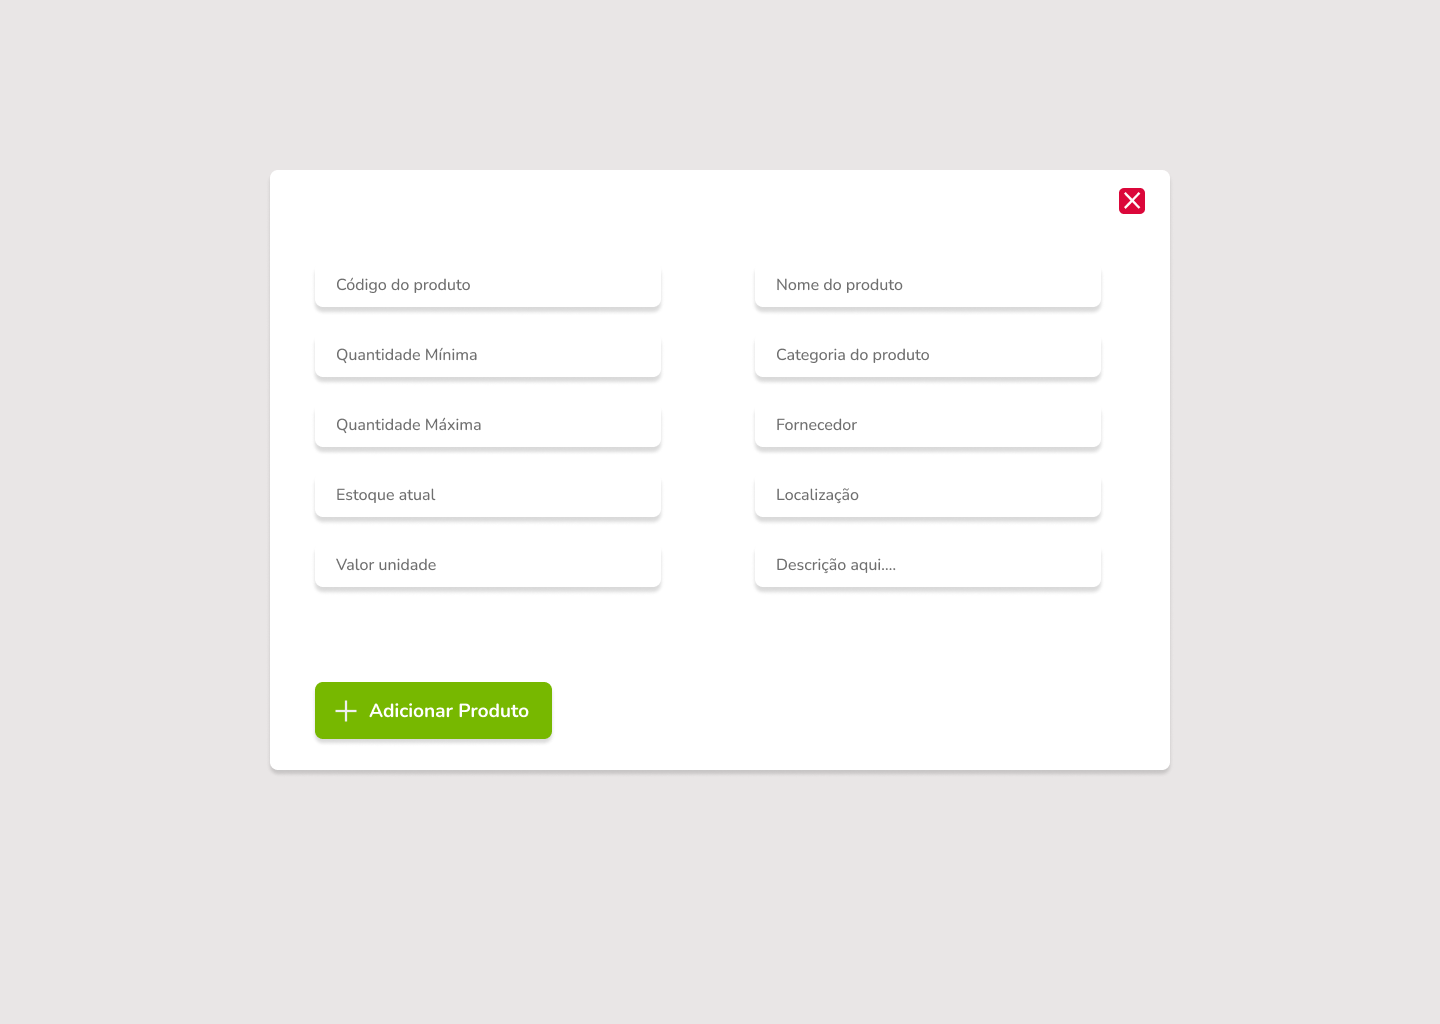 Código do produto
Nome do produto
Quantidade Mínima
Categoria do produto
Quantidade Máxima
Fornecedor
Estoque atual
Localização
Valor unidade
Descrição aqui....
Adicionar Produto